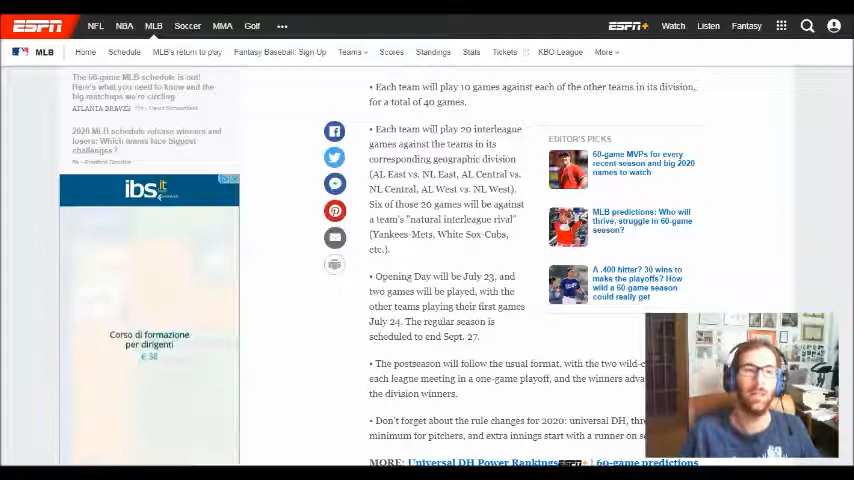 ESPN NFL NBA MLB Soccer MMA Golf ••• ESPN+ Watch Listen Fantasy
MLB Home Schedule MLB's return to play Fantasy Baseball: Sign Up Teams Scores Standings Stats Tickets KBO League More
The 60-game MLB schedule is out!
Here's what you need to know and the
big matchups we're circling
ATLANTA BRAVES
2020 MLB schedule release winners and
losers: Which teams face biggest
challenges?
ibs.it
Corso di formazione
per dirigenti
€ 38
• Each team will play 10 games against each of the other teams in its division,
for a total of 40 games.
• Each team will play 20 interleague
games against the teams in its
corresponding geographic division
(AL East vs. NL East, AL Central vs.
NL Central, AL West vs. NL West).
Six of those 20 games will be against
a team's "natural interleague rival"
(Yankees-Mets, White Sox-Cubs,
etc.).
• Opening Day will be July 23, and
two games will be played, with the
other teams playing their first games
July 24. The regular season is
scheduled to end Sept. 27.
• The postseason will follow the usual format, with the two wild-c
each league meeting in a one-game playoff, and the winners adva
the division winners.
• Don't forget about the rule changes for 2020: universal DH, thr
minimum for pitchers, and extra innings start with a runner on s
MORE: Universal DH Power Rankings ESPN+ | 60-game predictions
EDITOR'S PICKS
60-game MVPs for every
recent season and big 2020
names to watch
MLB predictions: Who will
thrive, struggle in 60-game
season?
A .400 hitter? 30 wins to
make the playoffs? How
wild a 60-game season
could really get